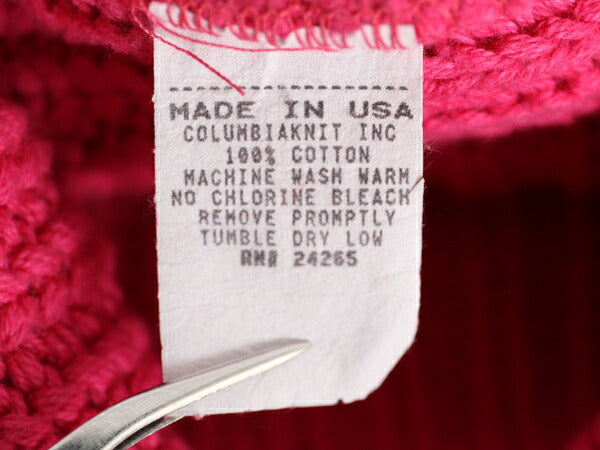 MADE IN USA
COLUMBIAKNIT INC
100% COTTON
MACHINE WASH WARM
NO CHLORINE BLEACH
REMOVE PROMPTLY
TUMBLE DRY LOW
RN# 24265